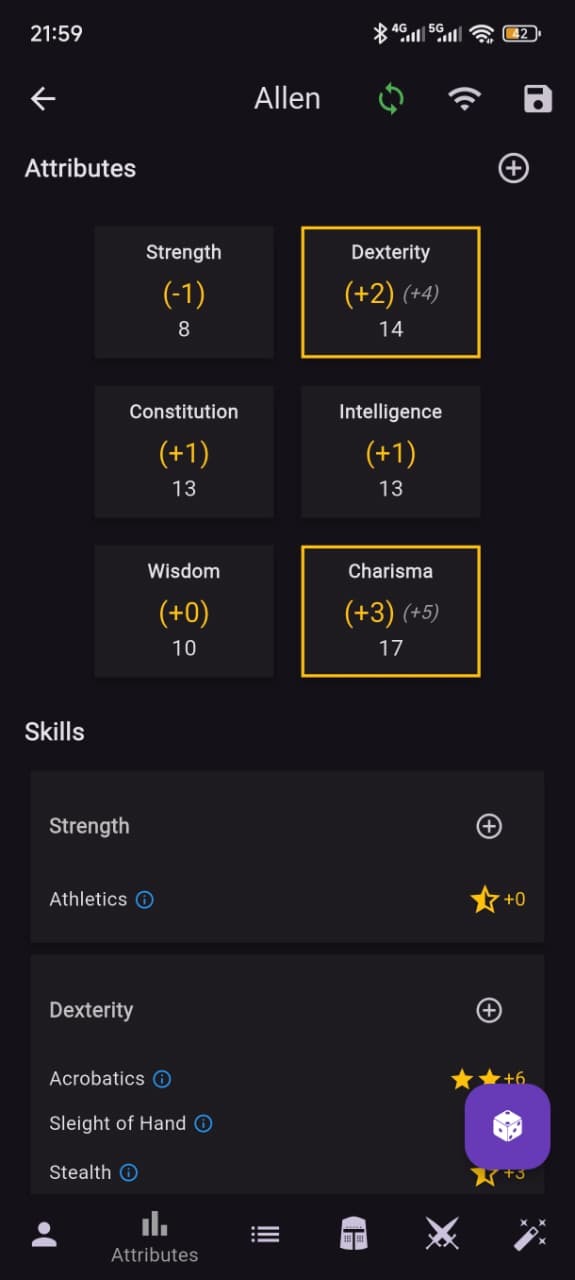 21:59
4G 5G 42
Allen
Attributes
Strength Dexterity
(-1) (+2) (+4)
8 14
Constitution Intelligence
(+1) (+1)
13 13
Wisdom Charisma
(+0) (+3) (+5)
10 17
Skills
Strength
Athletics +0
Dexterity
Acrobatics +6
Sleight of Hand
Stealth +3
Attributes